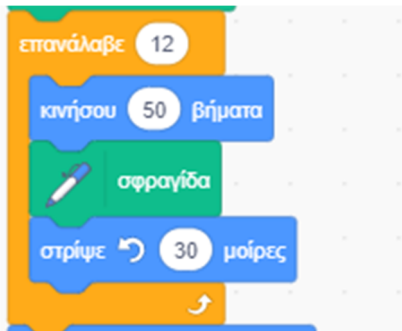 επανάλαβε 12
κινήσου 50 βήματα
σφραγίδα
στρίψε 30 μοίρες